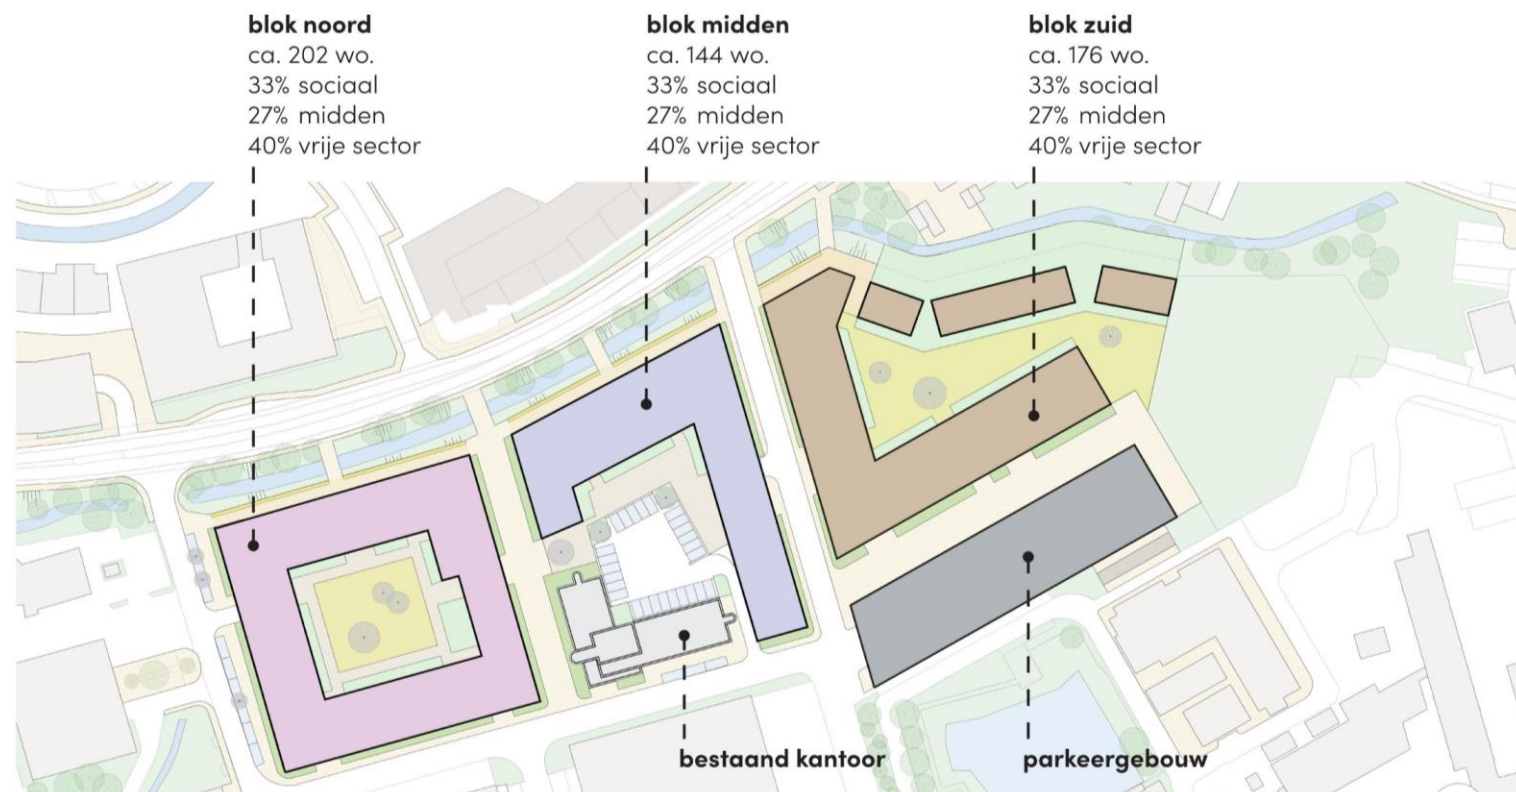 blok noord
ca. 202 wo.
33% sociaal
27% midden
40% vrije sector
blok midden
ca. 144 wo.
33% sociaal
27% midden
40% vrije sector
blok zuid
ca. 176 wo.
33% sociaal
27% midden
40% vrije sector
bestaand kantoor
parkeergebouw